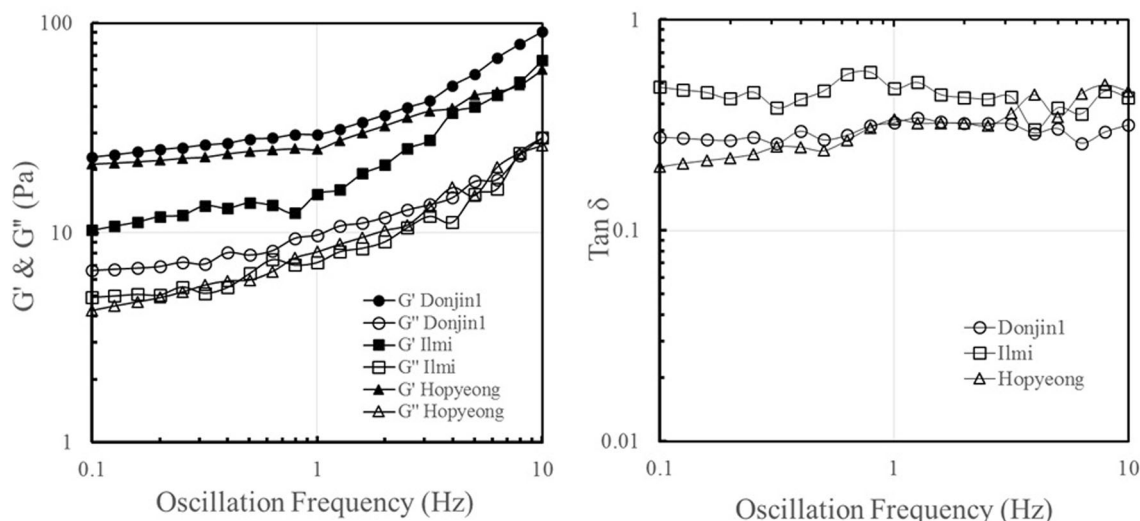 100
10
1
G' & G" (Pa)
0.1
1
10
Oscillation Frequency (Hz)
G' Donjin1
G" Donjin1
G' Ilmi
G" Ilmi
G' Hopyeong
G" Hopyeong
1
0.1
0.01
Tan δ
0.1
1
10
Oscillation Frequency (Hz)
Donjin1
Ilmi
Hopyeong